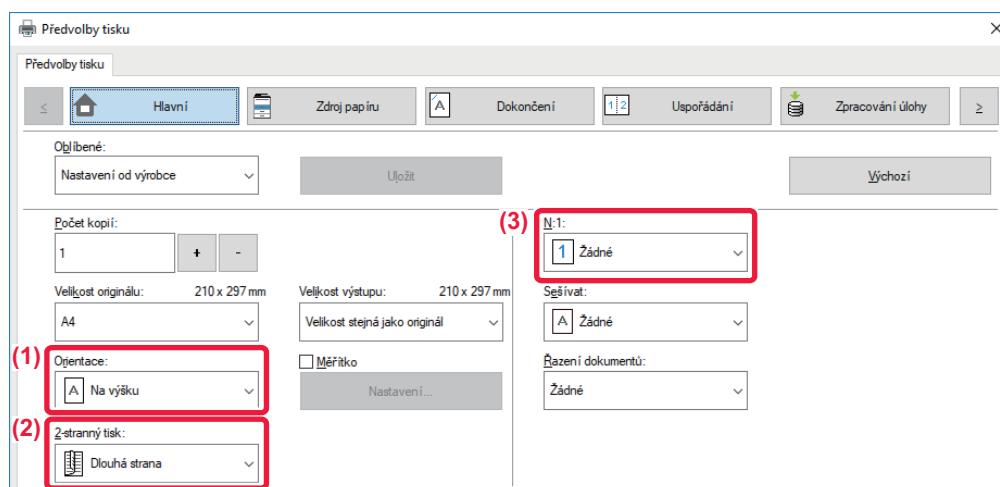 Předvolby tisku
Předvolby tisku
<
Hlavní
Zdroj papíru
A
Dokončení
1 2
Uspořádání
Zpracování úlohy
>
Oblíbené:
Nastavení od výrobce
Uložit
Výchozí
Počet kopií:
1
+
-
(3)
N:1:
1 Žádné
Velikost originálu: 210 x 297 mm
A4
Velikost výstupu: 210 x 297 mm
Velikost stejná jako originál
Sešívat:
A Žádné
(1)
Orientace:
A Na výšku
Měřítko
Nastavení...
Řazení dokumentů:
Žádné
(2)
2-stranný tisk:
Dlouhá strana